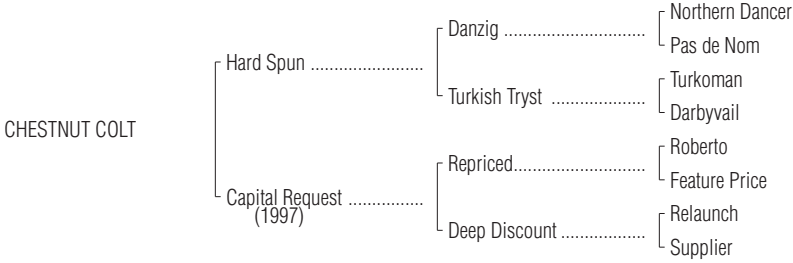 Northern Dancer
Danzig ..............................
Pas de Nom
Hard Spun ........................
Turkoman
Turkish Tryst ....................
Darbyvail
CHESTNUT COLT
Roberto
Repriced............................
Feature Price
Capital Request ................
(1997)
Relaunch
Deep Discount ..................
Supplier